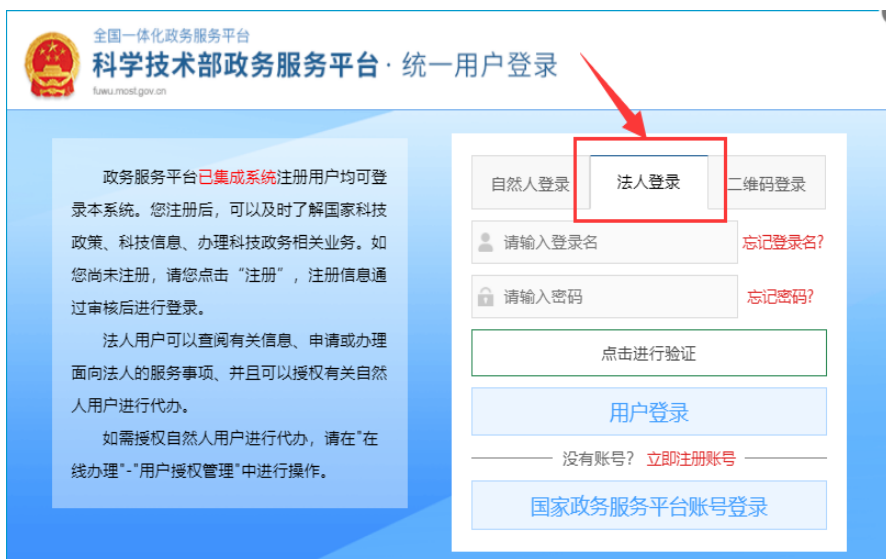 全国一体化政务服务平台
科学技术部政务服务平台·统一用户登录
fuwu.most.gov.cn
政务服务平台已集成系统注册用户均可登
录本系统。您注册后，可以及时了解国家科技
政策、科技信息、办理科技政务相关业务。如
您尚未注册，请您点击“注册”，注册信息通
过审核后进行登录。
法人用户可以查阅有关信息、申请或办理
面向法人的服务事项、并且可以授权有关自然
人用户进行代办。
如需授权自然人用户进行代办，请在"在
线办理"-"用户授权管理"中进行操作。
自然人登录 法人登录 二维码登录
请输入登录名 忘记登录名?
请输入密码 忘记密码?
点击进行验证
用户登录
没有账号? 立即注册账号
国家政务服务平台账号登录